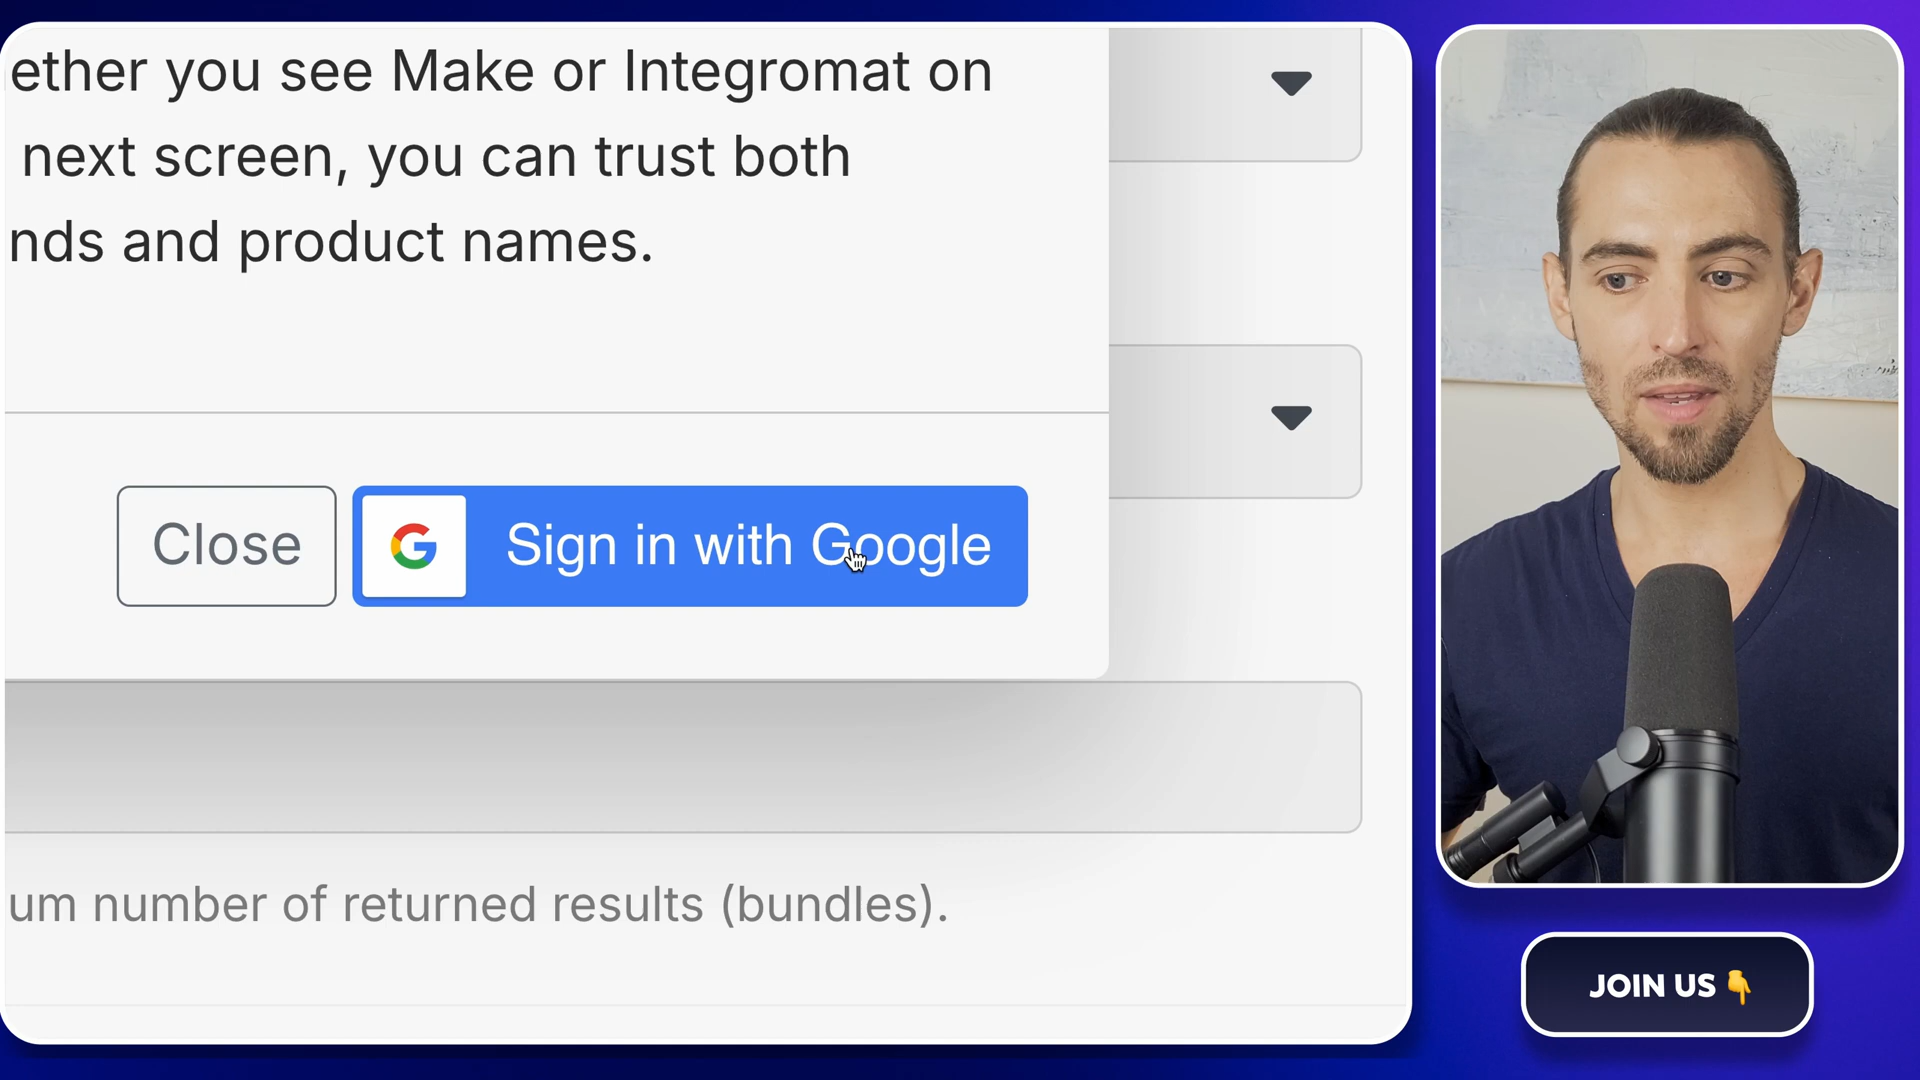 ether you see Make or Integromat on
next screen, you can trust both
nds and product names.
Close
Sign in with Google
um number of returned results (bundles).
JOIN US 👇